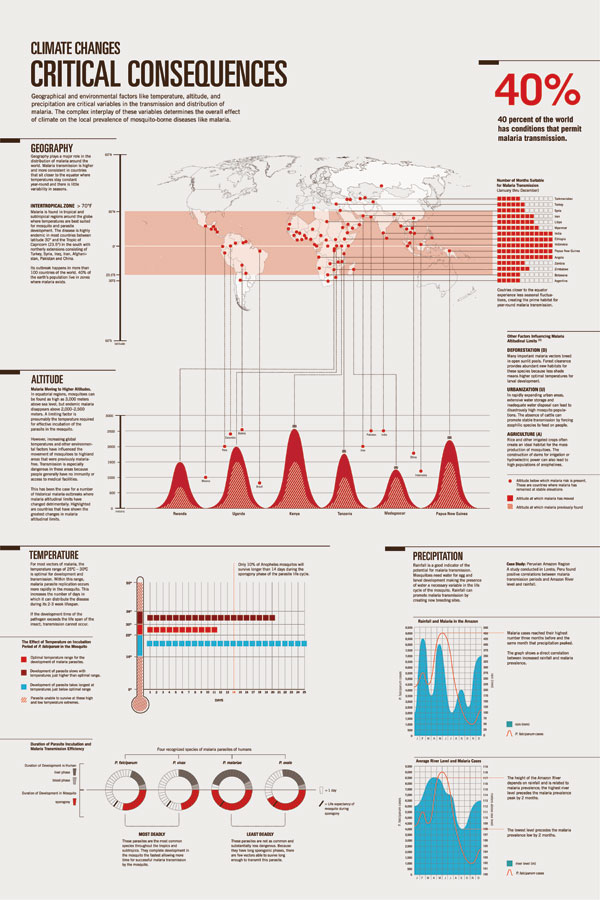 CLIMATE CHANGES
CRITICAL CONSEQUENCES
Geographical and environmental factors like temperature, altitude, and
precipitation are critical variables in the transmission and distribution of
malaria. The complex interplay of these variables determines the overall effect
of climate on the local prevalence of mosquito-borne diseases like malaria.
40%
40 percent of the world
has conditions that permit
malaria transmission.
GEOGRAPHY
Geography plays a major role in the
distribution of malaria around the
world. Malaria transmission is higher
and more consistent in countries
that sit closer to the equator where
temperatures stay constant
year-round and there is little
variability in seasons.
INTERTROPICAL ZONE > 70°F
Malaria is found in tropical and
subtropical regions around the globe
where temperatures are best suited
for mosquito and parasite
development. The disease is highly
endemic in most countries between
latitude 30° and the Tropic of
Capricorn (23.5°) in the south with
northerly extensions consisting of
Turkey, Syria, Iraq, Iran, Afghani-
stan, Pakistan and China.
Its outbreak happens in more than
100 countries of the world; 40% of
the earth's population live in zones
where malaria exists.
Number of Months Suitable
for Malaria Transmission
(January thru December)
Turkey
Syria
Iran
India
Ethiopia
Papua New Guinea
Angola
Zambia
Zimbabwe
Botswana
Argentina
Countries closer to the equator
experience less seasonal fluctua-
tions, creating the prime habitat for
year-round malaria transmission.
ALTITUDE
Malaria Moving to Higher Altitudes.
In equatorial regions, mosquitoes can
be found as high as 3,000 meters
above sea level, but endemic malaria
disappears above 2,000–2,500
meters. A limiting factor is
presumably the temperature required
for effective incubation of the
parasite in the mosquito.
However, increasing global
temperatures and other environmen-
tal factors have influenced the
movement of mosquitoes to highland
areas that were previously malaria-
free. Transmission is especially
dangerous in these areas because
people generally have no immunity or
access to medical facilities.
This has been the case for a number
of historical malaria outbreaks where
malaria altitudinal limits have
changed detrimentally. Highlighted
are countries that have shown the
greatest changes in malaria
altitudinal limits.
3000
2500
2000
1500
1000
500
Rwanda
Uganda
Kenya
Tanzania
Madagascar
Papua New Guinea
Other Factors Influencing Malaria
Altitudinal Limits
DEFORESTATION (D)
Many important malaria vectors breed
in open sunlit pools. Forest clearance
provides abundant new habitats for
these species because less shade
means higher optimal temperatures for
larval development.
URBANIZATION (U)
In rapidly expanding urban areas,
extensive water storage and
inadequate water disposal can lead to
disastrously high mosquito popula-
tions. The absence of cattle can
promote disease transmission by forcing
zoophilic species to feed on people.
AGRICULTURE (A)
Rice and other irrigated crops often
create an ideal habitat for the mass
production of mosquitoes. The
construction of dams for irrigation or
hydroelectric power can also lead to
high populations of anophelines.
Altitude below which malaria risk is present.
These are countries where malaria has
remained at stable elevations
Altitude at which malaria has moved
Altitude at which malaria previously found
TEMPERATURE
For most vectors of malaria, the
temperature range of 25°C – 30°C
is optimal for development and
transmission. Within this range,
malaria parasite replication occurs
more rapidly in the mosquito. This
increases the number of days in
which it can distribute the disease
during its 2-3 week lifespan.
If the development time of the
pathogen exceeds the life span of the
insect, transmission cannot occur.
The Effect of Temperature on Incubation
Period of P. falciparum in the Mosquito
Optimal temperature range for the
development of malaria parasites.
Development of parasite slows with
temperatures just higher than optimal range.
Development of parasite takes longest at
temperatures just below optimal range
Parasite unable to survive at these high
and low temperature extremes.
Only 10% of Anopheles mosquitos will
survive longer than 14 days during the
sporogony phase of the parasite life cycle.
DAYS
PRECIPITATION
Rainfall is a good indicator of the
potential for malaria transmission.
Mosquitoes need water for egg and
larval development making the presence
of water a necessary variable in the life
cycle of the mosquito. Rainfall can
promote malaria transmission by
creating new breeding sites.
Case Study: Peruvian Amazon Region
A study conducted in Loreto, Peru found
positive correlations between malaria
transmission periods and Amazon River
level and rainfall.
Rainfall and Malaria in the Amazon
P. falciparum cases
Malaria cases reached their highest
number three months before and the
same month that precipitation peaked.
The graph shows a direct correlation
between increased rainfall and malaria
prevalence.
rain (mm)
P. falciparum cases
Average River Level and Malaria Cases
P. falciparum cases
The height of the Amazon River
depends on rainfall and is related to
malaria prevalence; the highest river
level precedes the malaria prevalence
peak by 2 months.
The lowest level precedes the malaria
prevalence low by 2 months.
river level (m)
P. falciparum cases
Duration of Parasite Incubation and
Malaria Transmission Efficiency
Four recognized species of malaria parasites of humans
Duration of Development in Human
liver phase
blood phase
Duration of Development in Mosquito
sporogony
P. falciparum
P. vivax
P. malariae
P. ovale
= 1 day
= Life expectancy of
mosquito during
sporogony
MOST DEADLY
These parasites are the most common
species throughout the tropics and
subtropics. They complete development in
the mosquito the fastest allowing more
time for successful malaria transmission
by the mosquito.
LEAST DEADLY
These parasites are not as common and
substantially less dangerous. Because
they have long sporogonic phases, there
are few vectors able to survive long
enough to transmit this parasite.